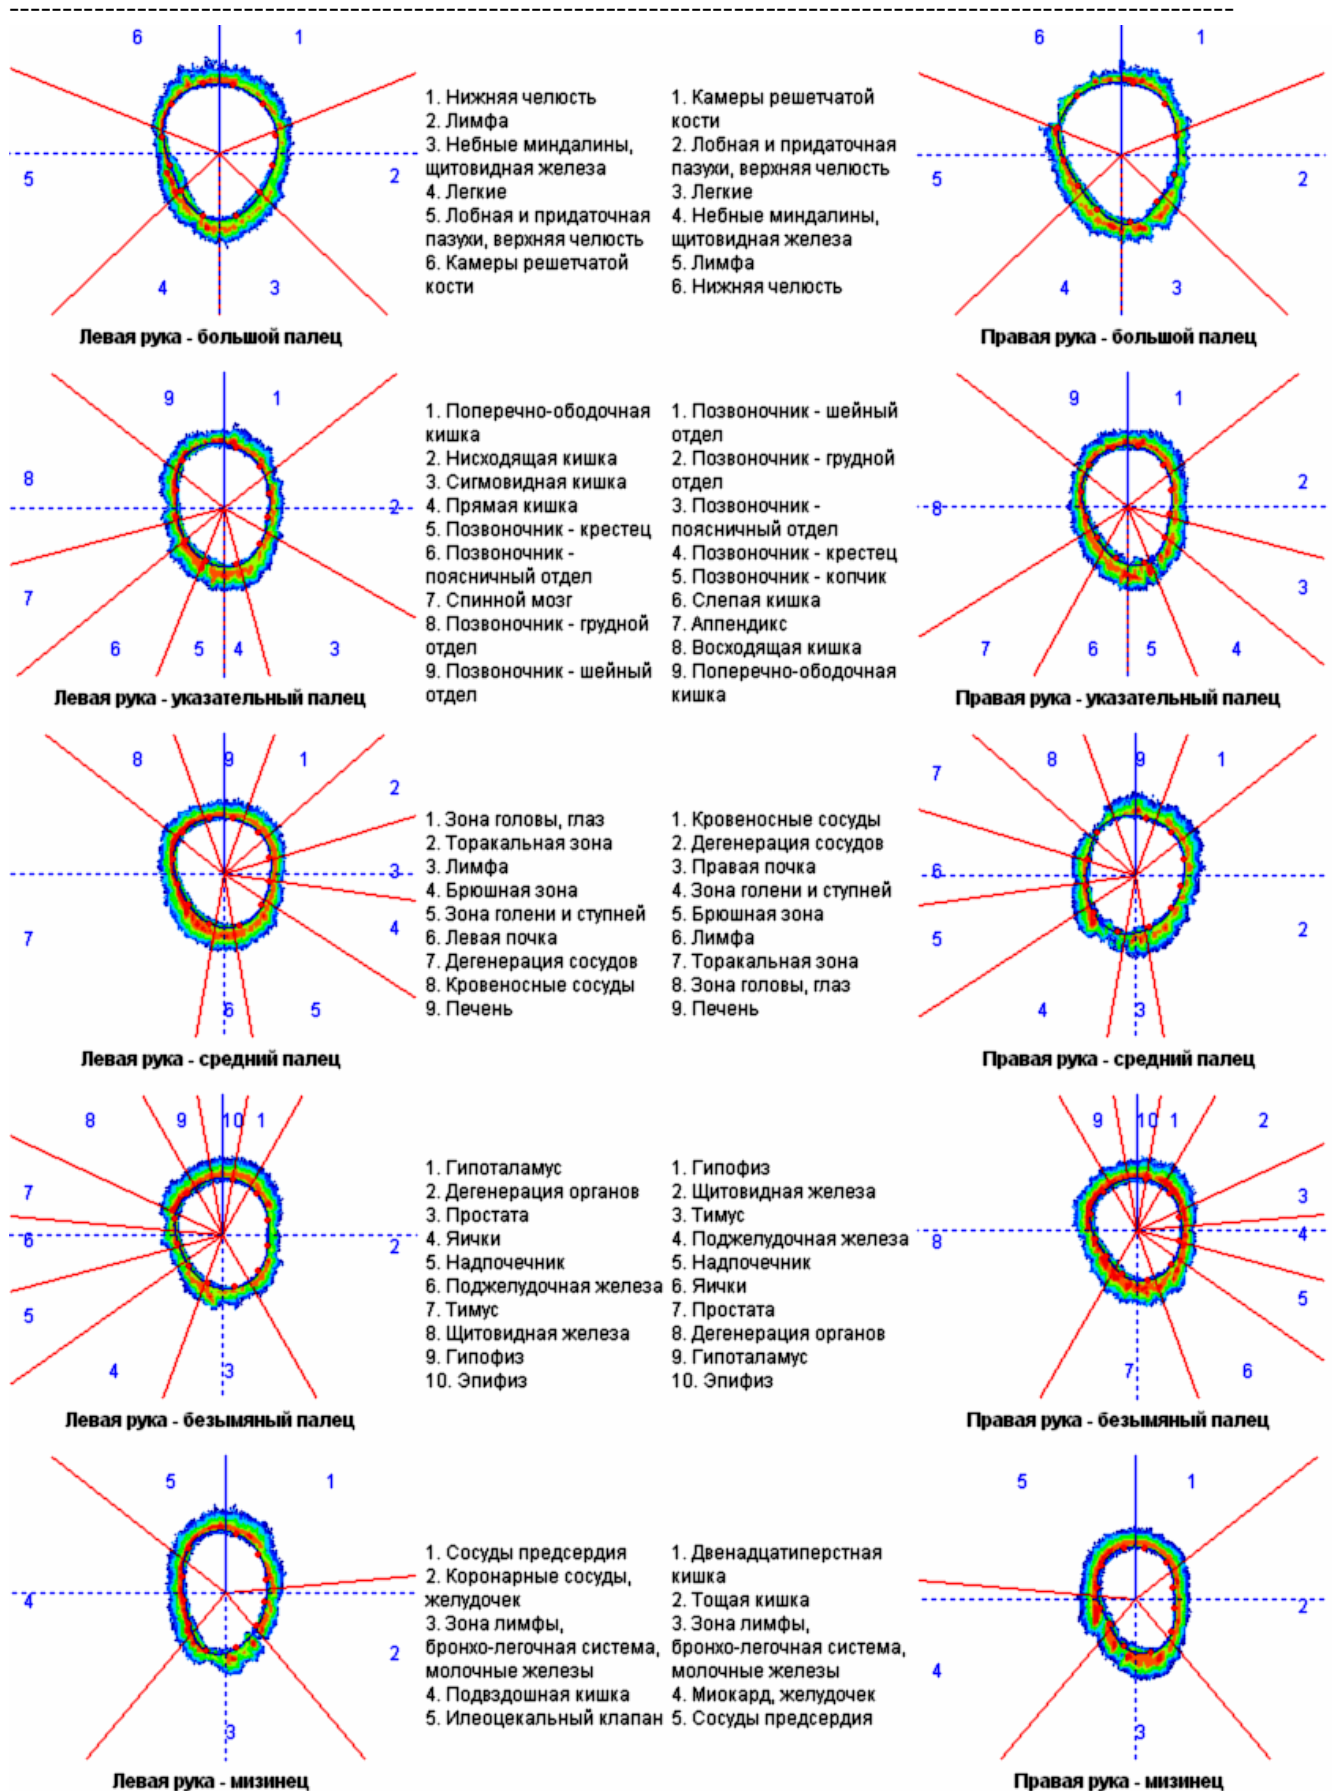 6 1
5 2
4 3
Левая рука - большой палец
1. Нижняя челюсть
2. Лимфа
3. Небные миндалины,
щитовидная железа
4. Легкие
5. Лобная и придаточная
пазухи, верхняя челюсть
6. Камеры решетчатой
кости
1. Камеры решетчатой
кости
2. Лобная и придаточная
пазухи, верхняя челюсть
3. Легкие
4. Небные миндалины,
щитовидная железа
5. Лимфа
6. Нижняя челюсть
6 1
5 2
4 3
Правая рука - большой палец
9 1
8 2
7
6 5 4 3
Левая рука - указательный палец
1. Поперечно-ободочная
кишка
2. Нисходящая кишка
3. Сигмовидная кишка
4. Прямая кишка
5. Позвоночник - крестец
6. Позвоночник -
поясничный отдел
7. Спинной мозг
8. Позвоночник - грудной
отдел
9. Позвоночник - шейный
отдел
1. Позвоночник - шейный
отдел
2. Позвоночник - грудной
отдел
3. Позвоночник -
поясничный отдел
4. Позвоночник - крестец
5. Позвоночник - копчик
6. Слепая кишка
7. Аппендикс
8. Восходящая кишка
9. Поперечно-ободочная
кишка
9 1
2
8
3
7 6 5 4
Правая рука - указательный палец
8 9 1
2
3
4
7
6 5
Левая рука - средний палец
1. Зона головы, глаз
2. Торакальная зона
3. Лимфа
4. Брюшная зона
5. Зона голени и ступней
6. Левая почка
7. Дегенерация сосудов
8. Кровеносные сосуды
9. Печень
1. Кровеносные сосуды
2. Дегенерация сосудов
3. Правая почка
4. Зона голени и ступней
5. Брюшная зона
6. Лимфа
7. Торакальная зона
8. Зона головы, глаз
9. Печень
7 8 9 1
6
5 2
4 3
Правая рука - средний палец
8 9 10 1
7
6 2
5
4 3
Левая рука - безымяный палец
1. Гипоталамус
2. Дегенерация органов
3. Простата
4. Яички
5. Надпочечник
6. Поджелудочная железа
7. Тимус
8. Щитовидная железа
9. Гипофиз
10. Эпифиз
1. Гипофиз
2. Щитовидная железа
3. Тимус
4. Поджелудочная железа
5. Надпочечник
6. Яички
7. Простата
8. Дегенерация органов
9. Гипоталамус
10. Эпифиз
9 10 1 2
3
8 4
5
7 6
Правая рука - безымяный палец
5 1
4
2
3
Левая рука - мизинец
1. Сосуды предсердия
2. Коронарные сосуды,
желудочек
3. Зона лимфы,
бронхо-легочная система,
молочные железы
4. Подвздошная кишка
5. Илеоцекальный клапан
1. Двенадцатиперстная
кишка
2. Тощая кишка
3. Зона лимфы,
бронхо-легочная система,
молочные железы
4. Миокард, желудочек
5. Сосуды предсердия
5 1
2
4
3
Правая рука - мизинец